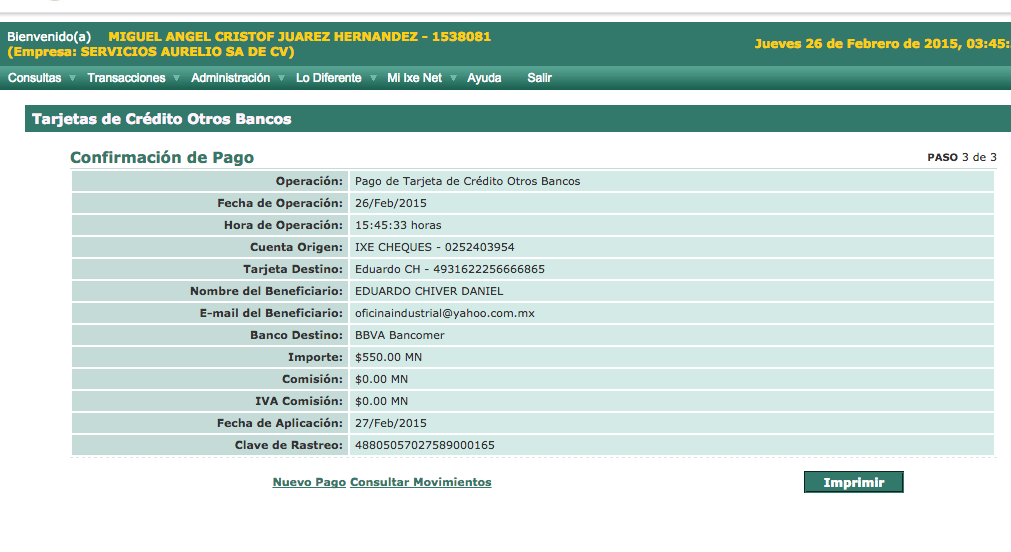 Bienvenido(a) MIGUEL ANGEL CRISTOF JUAREZ HERNANDEZ - 1538081
(Empresa: SERVICIOS AURELIO SA DE CV)
Jueves 26 de Febrero de 2015, 03:45:
Consultas Transacciones Administración Lo Diferente Mi Ixe Net Ayuda Salir
Tarjetas de Crédito Otros Bancos
Confirmación de Pago PASO 3 de 3
Operación: Pago de Tarjeta de Crédito Otros Bancos
Fecha de Operación: 26/Feb/2015
Hora de Operación: 15:45:33 horas
Cuenta Origen: IXE CHEQUES - 0252403954
Tarjeta Destino: Eduardo CH - 4931622256666865
Nombre del Beneficiario: EDUARDO CHIVER DANIEL
E-mail del Beneficiario: oficinaindustrial@yahoo.com.mx
Banco Destino: BBVA Bancomer
Importe: $550.00 MN
Comisión: $0.00 MN
IVA Comisión: $0.00 MN
Fecha de Aplicación: 27/Feb/2015
Clave de Rastreo: 48805057027589000165
Nuevo Pago Consultar Movimientos Imprimir